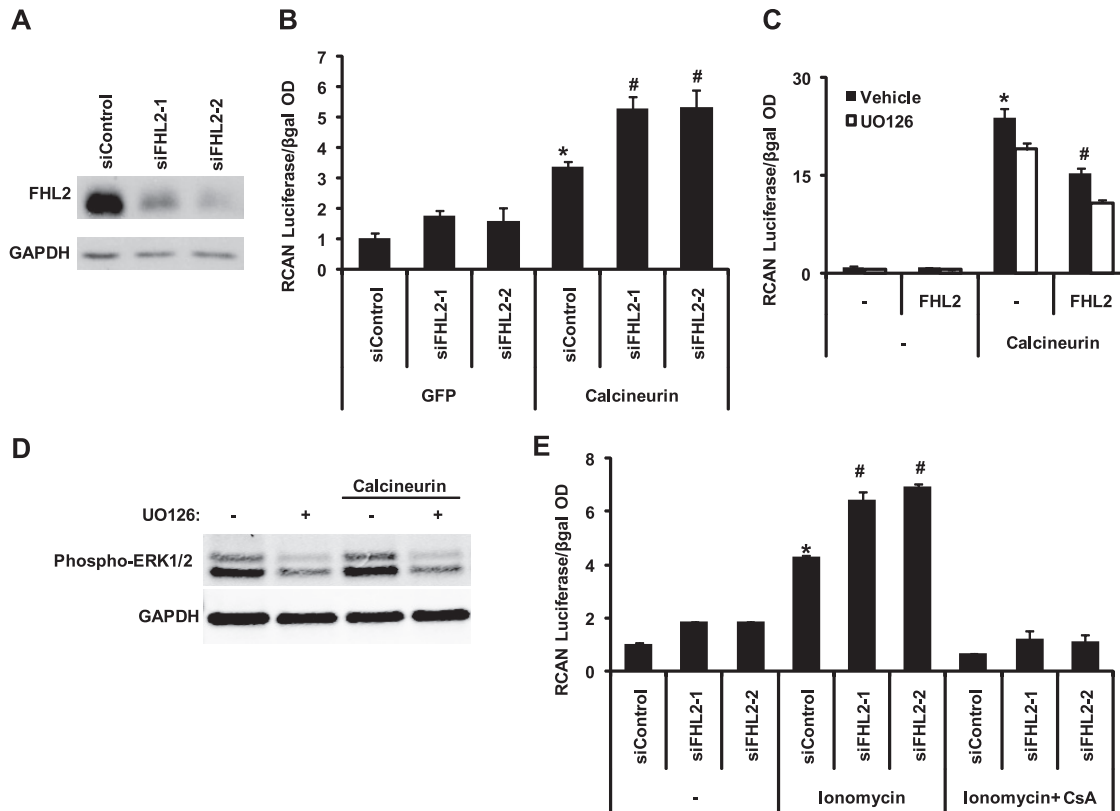 A
siControl
siFHL2-1
siFHL2-2
FHL2
GAPDH
B
RCAN Luciferase/βgal OD
7
6
5
4
3
2
1
0
*
#
#
siControl
siFHL2-1
siFHL2-2
siControl
siFHL2-1
siFHL2-2
GFP
Calcineurin
C
RCAN Luciferase/βgal OD
30
15
0
Vehicle
UO126
*
#
-
FHL2
-
FHL2
-
Calcineurin
D
Calcineurin
UO126: - + - +
Phospho-ERK1/2
GAPDH
E
RCAN Luciferase/βgal OD
8
6
4
2
0
*
#
#
siControl
siFHL2-1
siFHL2-2
siControl
siFHL2-1
siFHL2-2
siControl
siFHL2-1
siFHL2-2
-
Ionomycin
Ionomycin+ CsA